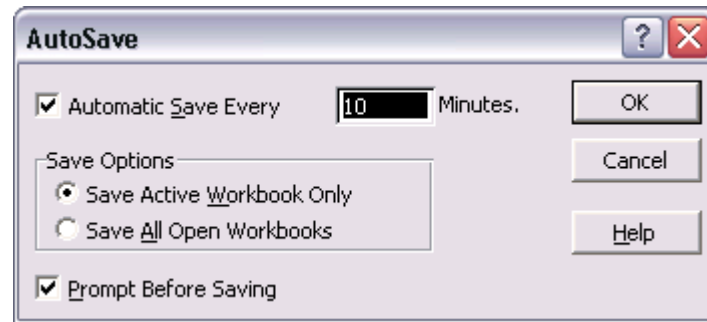 AutoSave
Automatic Save Every 10 Minutes.
OK
Save Options
Cancel
Save Active Workbook Only
Save All Open Workbooks
Help
Prompt Before Saving